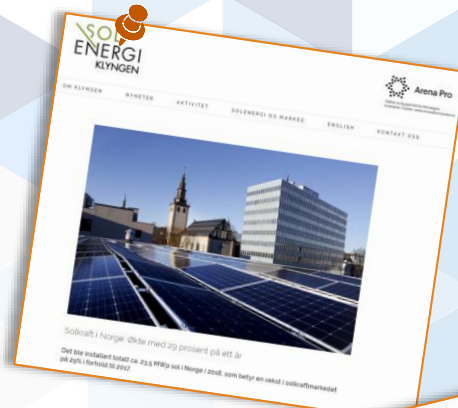 SOL
ENERGI
KLYNGEN
Arena Pro
OM KLYNGEN NYHETER AKTIVITET SOLENERGI OG MARKED ENGLISH KONTAKT OSS
Solkraft i Norge: Økte med 29 prosent på ett år
Det ble installert totalt ca. 23,5 MWp sol i Norge i 2018, som betyr en vekst i solkraftmarkedet
på 29% i forhold til 2017